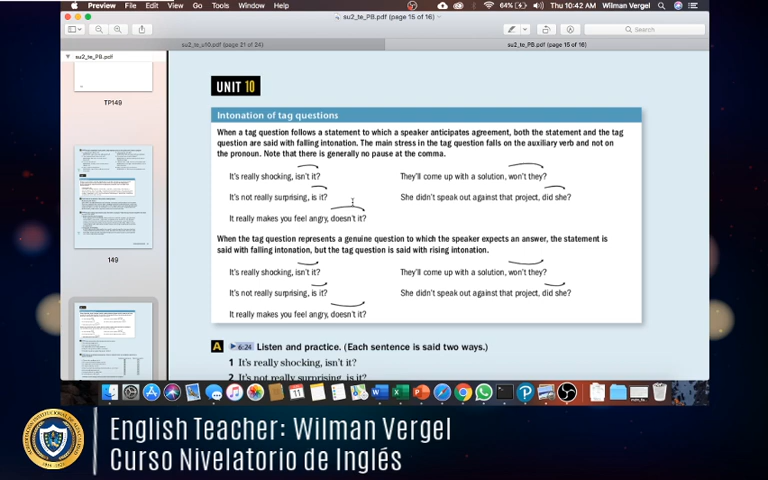 Preview File Edit View Go Tools Window Help
64% Thu 10:42 AM Wilman Vergel
su2_te_PB.pdf (page 15 of 16)
Search
su2_te_u10.pdf (page 21 of 24)
su2_te_PB.pdf (page 15 of 16)
su2_te_PB.pdf
TP149
149
UNIT 10
Intonation of tag questions
When a tag question follows a statement to which a speaker anticipates agreement, both the statement and the tag
question are said with falling intonation. The main stress in the tag question falls on the auxiliary verb and not on
the pronoun. Note that there is generally no pause at the comma.
It's really shocking, isn't it? They'll come up with a solution, won't they?
It's not really surprising, is it? She didn't speak out against that project, did she?
It really makes you feel angry, doesn't it?
When the tag question represents a genuine question to which the speaker expects an answer, the statement is
said with falling intonation, but the tag question is said with rising intonation.
It's really shocking, isn't it? They'll come up with a solution, won't they?
It's not really surprising, is it? She didn't speak out against that project, did she?
It really makes you feel angry, doesn't it?
A 6:24 Listen and practice. (Each sentence is said two ways.)
1 It's really shocking, isn't it?
2 It's not really surprising, is it?
English Teacher: Wilman Vergel
Curso Nivelatorio de Inglés